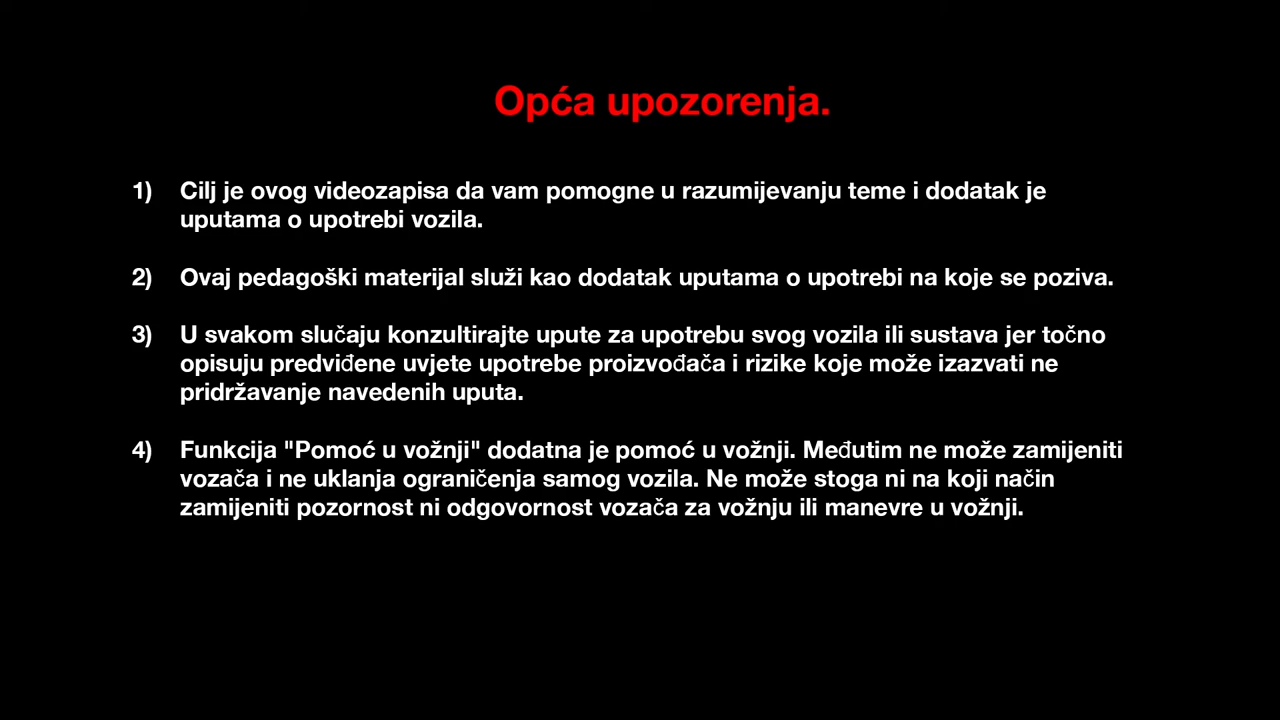 Opća upozorenja.
1) Cilj je ovog videozapisa da vam pomogne u razumijevanju teme i dodatak je
uputama o upotrebi vozila.
2) Ovaj pedagoški materijal služi kao dodatak uputama o upotrebi na koje se poziva.
3) U svakom slučaju konzultirajte upute za upotrebu svog vozila ili sustava jer točno
opisuju predviđene uvjete upotrebe proizvođača i rizike koje može izazvati ne
pridržavanje navedenih uputa.
4) Funkcija "Pomoć u vožnji" dodatna je pomoć u vožnji. Međutim ne može zamijeniti
vozača i ne uklanja ograničenja samog vozila. Ne može stoga ni na koji način
zamijeniti pozornost ni odgovornost vozača za vožnju ili manevre u vožnji.